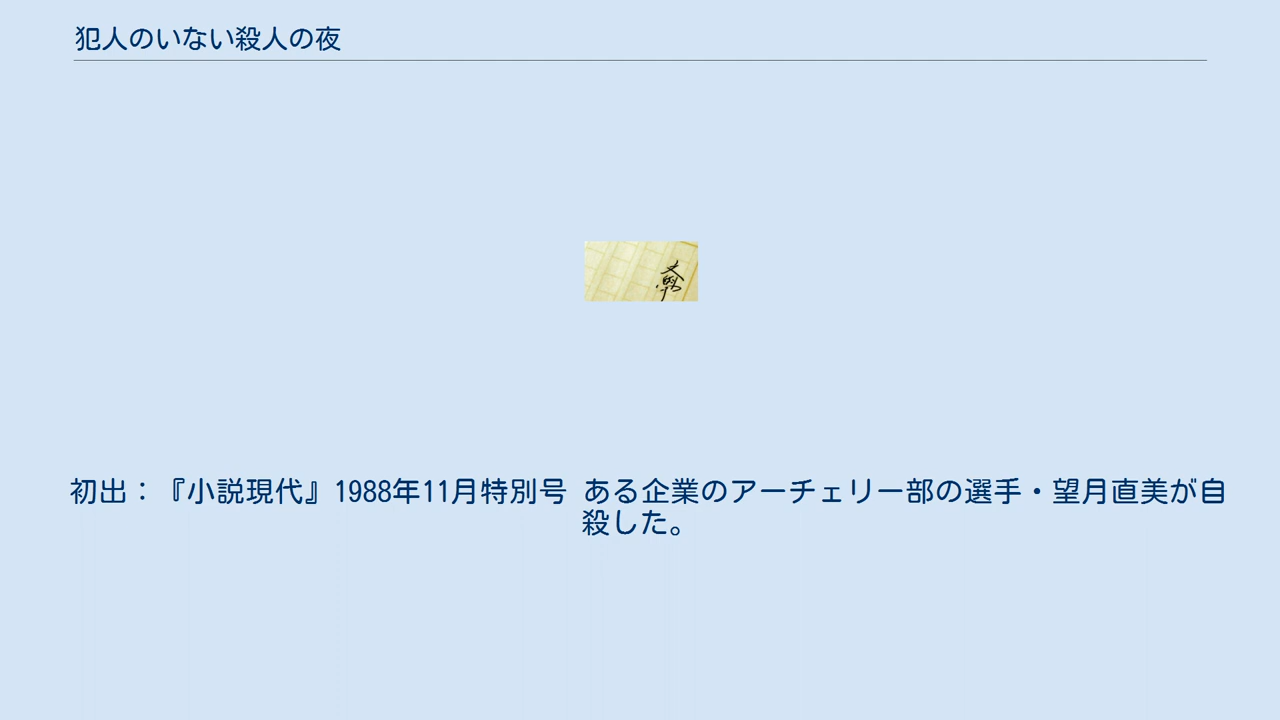 犯人のいない殺人の夜
初出：『小説現代』1988年11月特別号 ある企業のアーチェリー部の選手・望月直美が自
殺した。